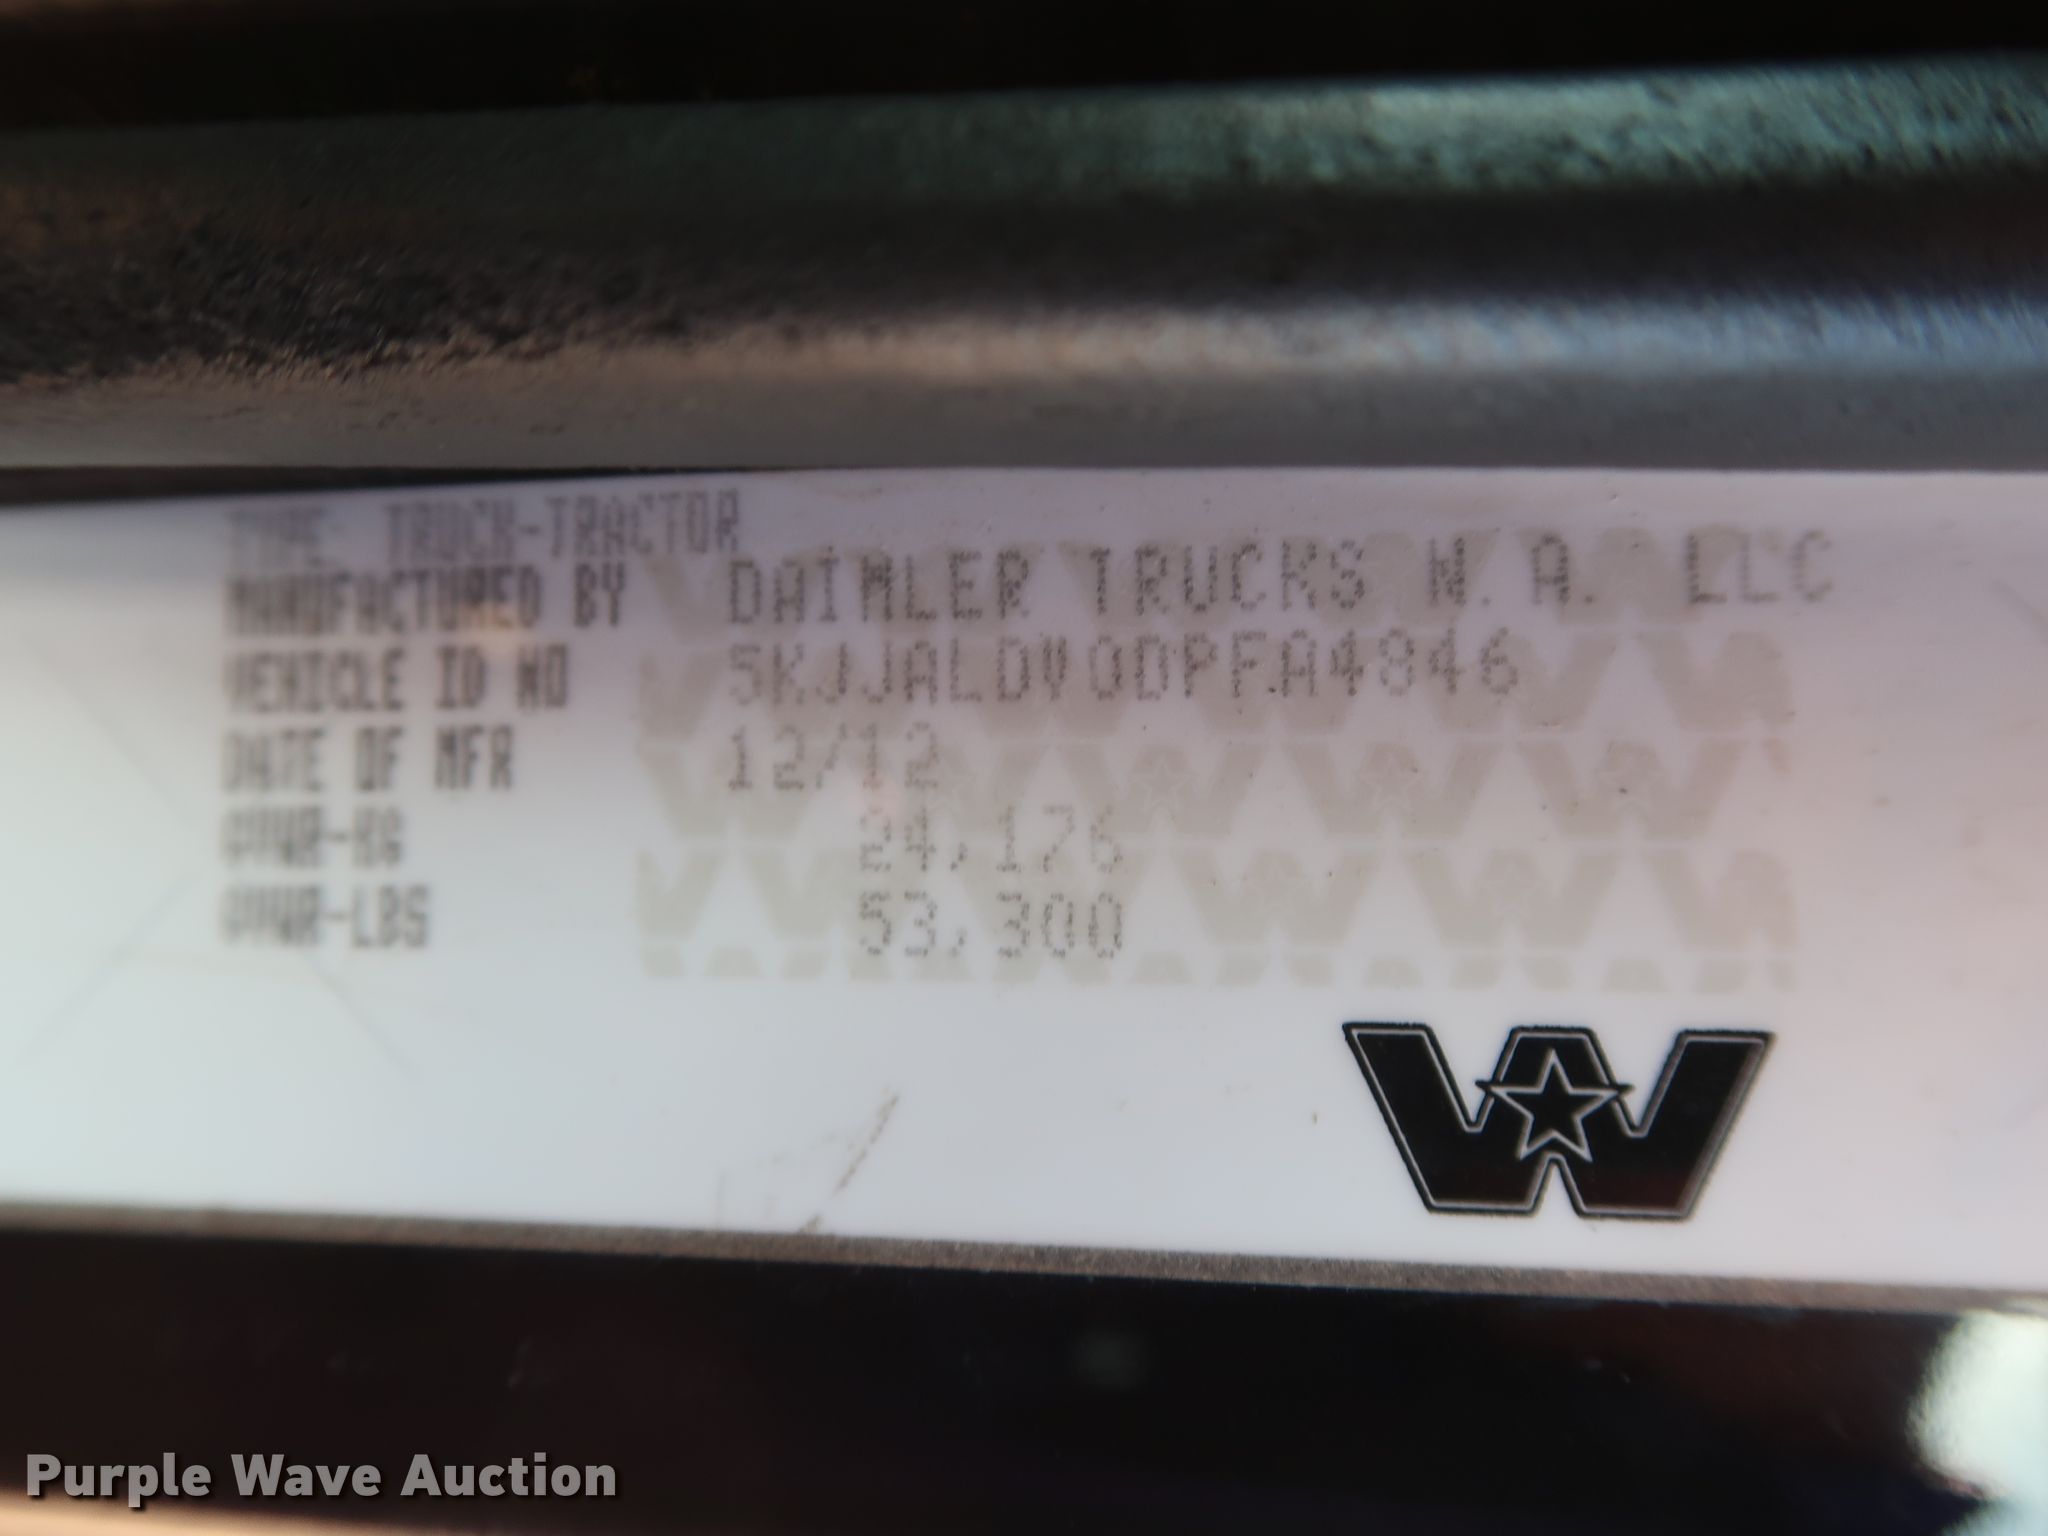 TYPE TRUCK-TRACTOR
MANUFACTURED BY DAIMLER TRUCKS N.A. LLC
VEHICLE ID NO 5KJJALDV0DPFA4846
DATE OF MFR 12/12
GVWR-KG 24,176
GVWR-LBS 53,300
Purple Wave Auction